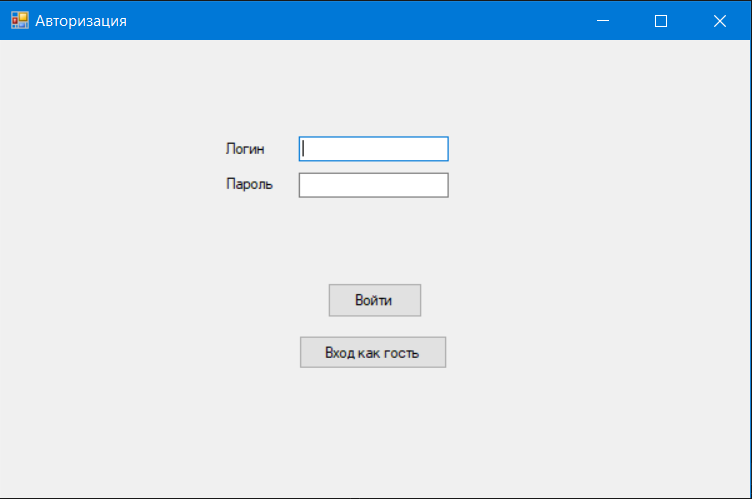 Авторизация
Логин
Пароль
Войти
Вход как гость